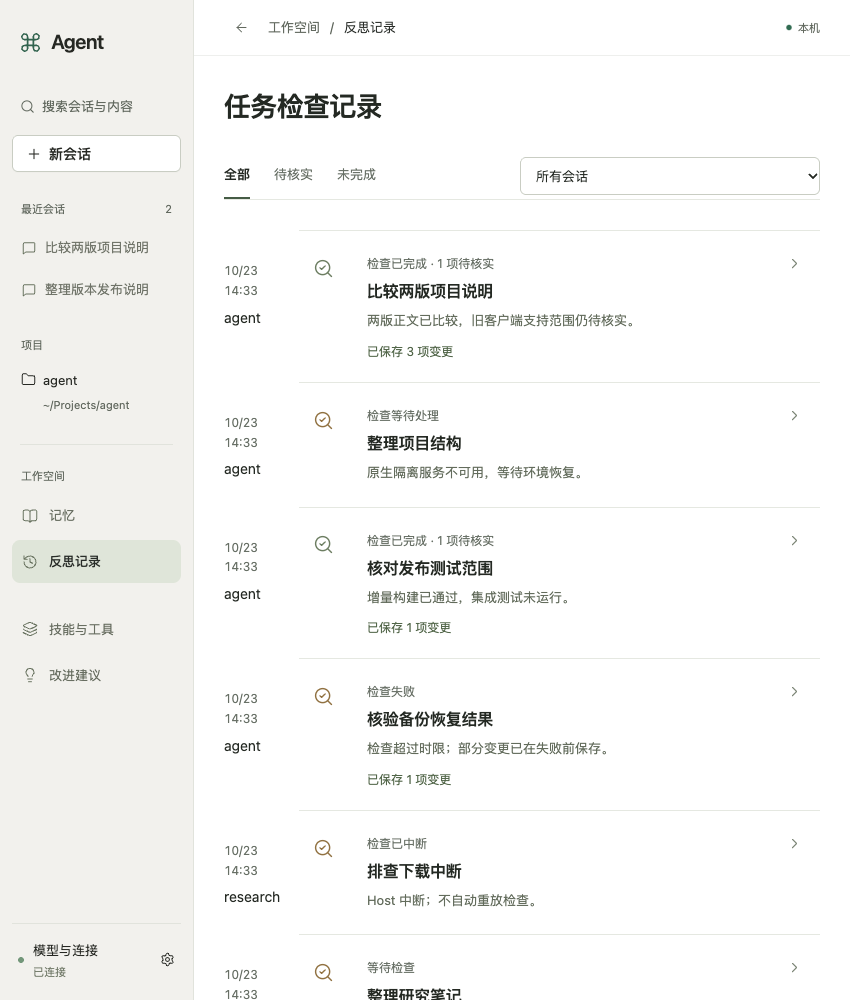 Agent
搜索会话与内容
+ 新会话
最近会话 2
比较两版项目说明
整理版本发布说明
项目
agent
~/Projects/agent
工作空间
记忆
反思记录
技能与工具
改进建议
模型与连接
已连接
← 工作空间 / 反思记录
本机
任务检查记录
全部 待核实 未完成
所有会话
10/23
14:33
agent
检查已完成 · 1 项待核实
比较两版项目说明
两版正文已比较，旧客户端支持范围仍待核实。
已保存 3 项变更
10/23
14:33
agent
检查等待处理
整理项目结构
原生隔离服务不可用，等待环境恢复。
10/23
14:33
agent
检查已完成 · 1 项待核实
核对发布测试范围
增量构建已通过，集成测试未运行。
已保存 1 项变更
10/23
14:33
agent
检查失败
核验备份恢复结果
检查超过时限；部分变更已在失败前保存。
已保存 1 项变更
10/23
14:33
research
检查已中断
排查下载中断
Host 中断；不自动重放检查。
10/23
14:33
等待检查
整理研究笔记